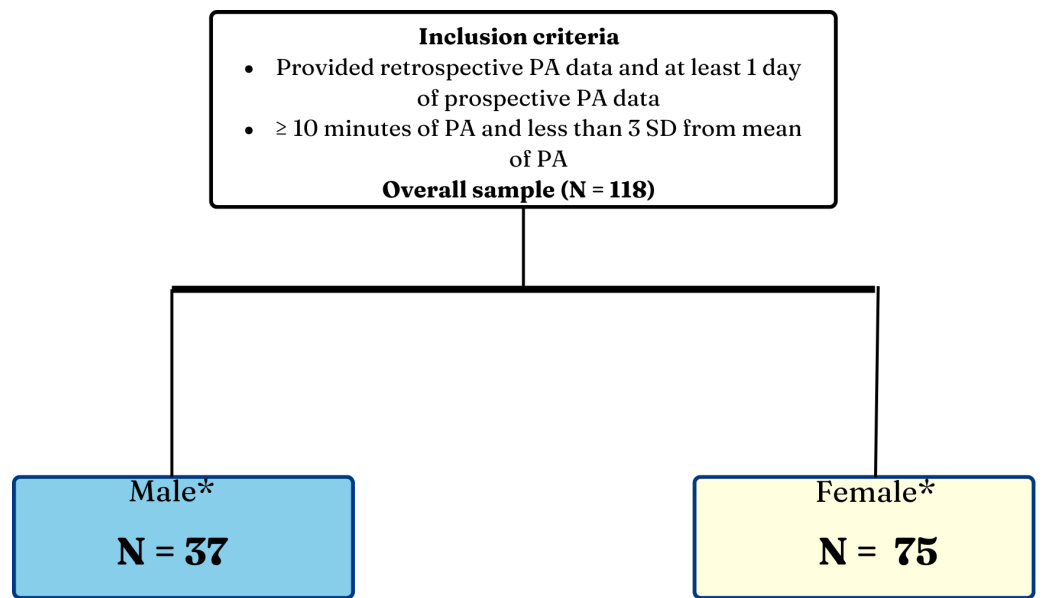 Inclusion criteria
• Provided retrospective PA data and at least 1 day
of prospective PA data
• ≥ 10 minutes of PA and less than 3 SD from mean
of PA
Overall sample (N = 118)
Male*
N = 37
Female*
N = 75